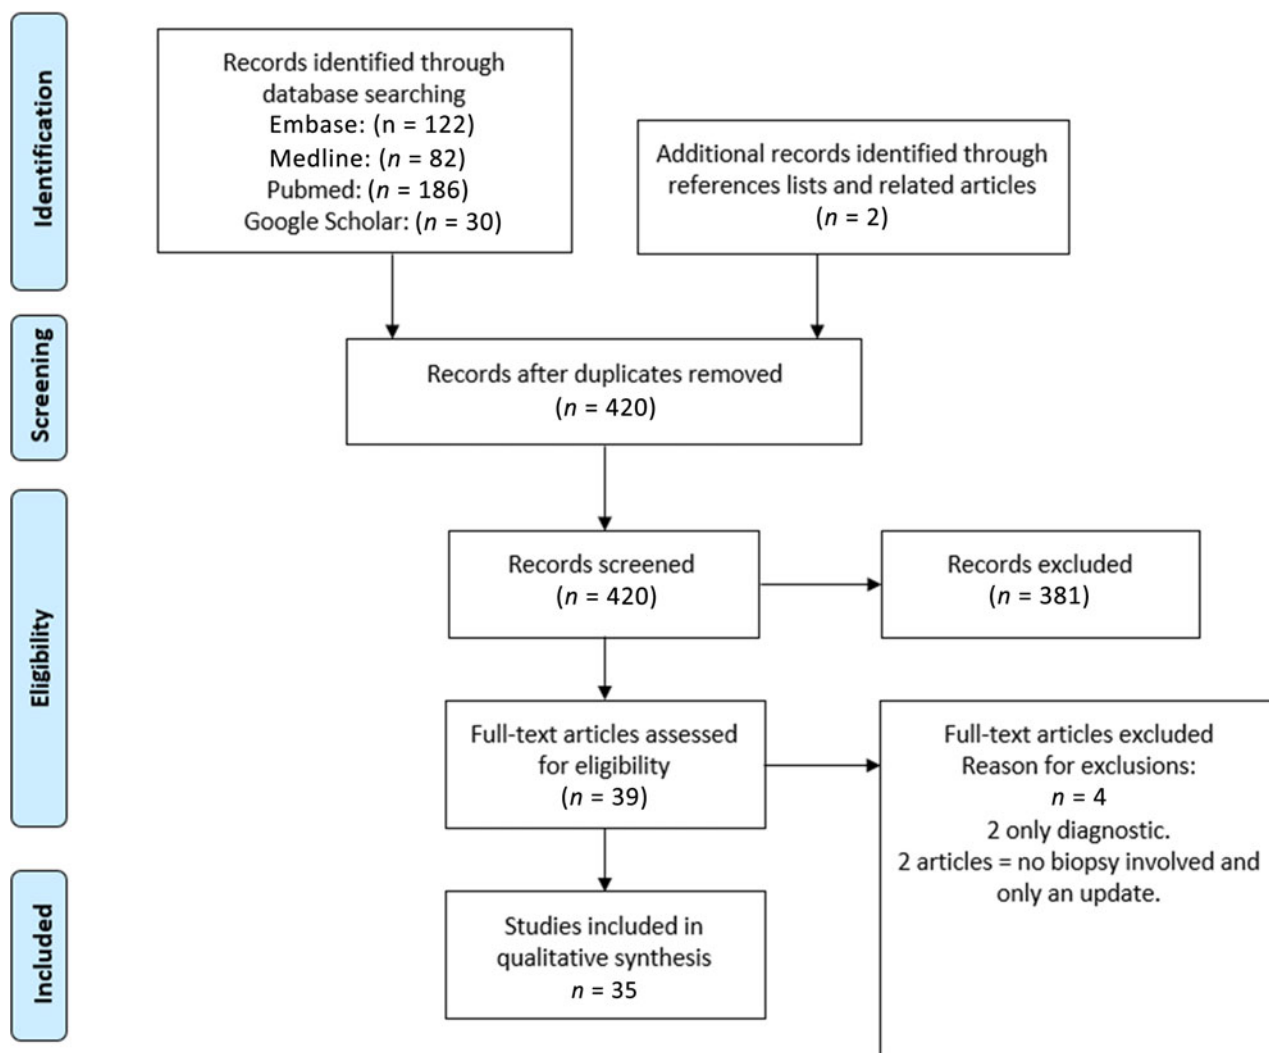 Identification
Records identified through
database searching
Embase: (n = 122)
Medline: (n = 82)
Pubmed: (n = 186)
Google Scholar: (n = 30)
Additional records identified through
references lists and related articles
(n = 2)
Screening
Records after duplicates removed
(n = 420)
Eligibility
Records screened
(n = 420)
Records excluded
(n = 381)
Full-text articles assessed
for eligibility
(n = 39)
Full-text articles excluded
Reason for exclusions:
n = 4
2 only diagnostic.
2 articles = no biopsy involved and
only an update.
Included
Studies included in
qualitative synthesis
n = 35